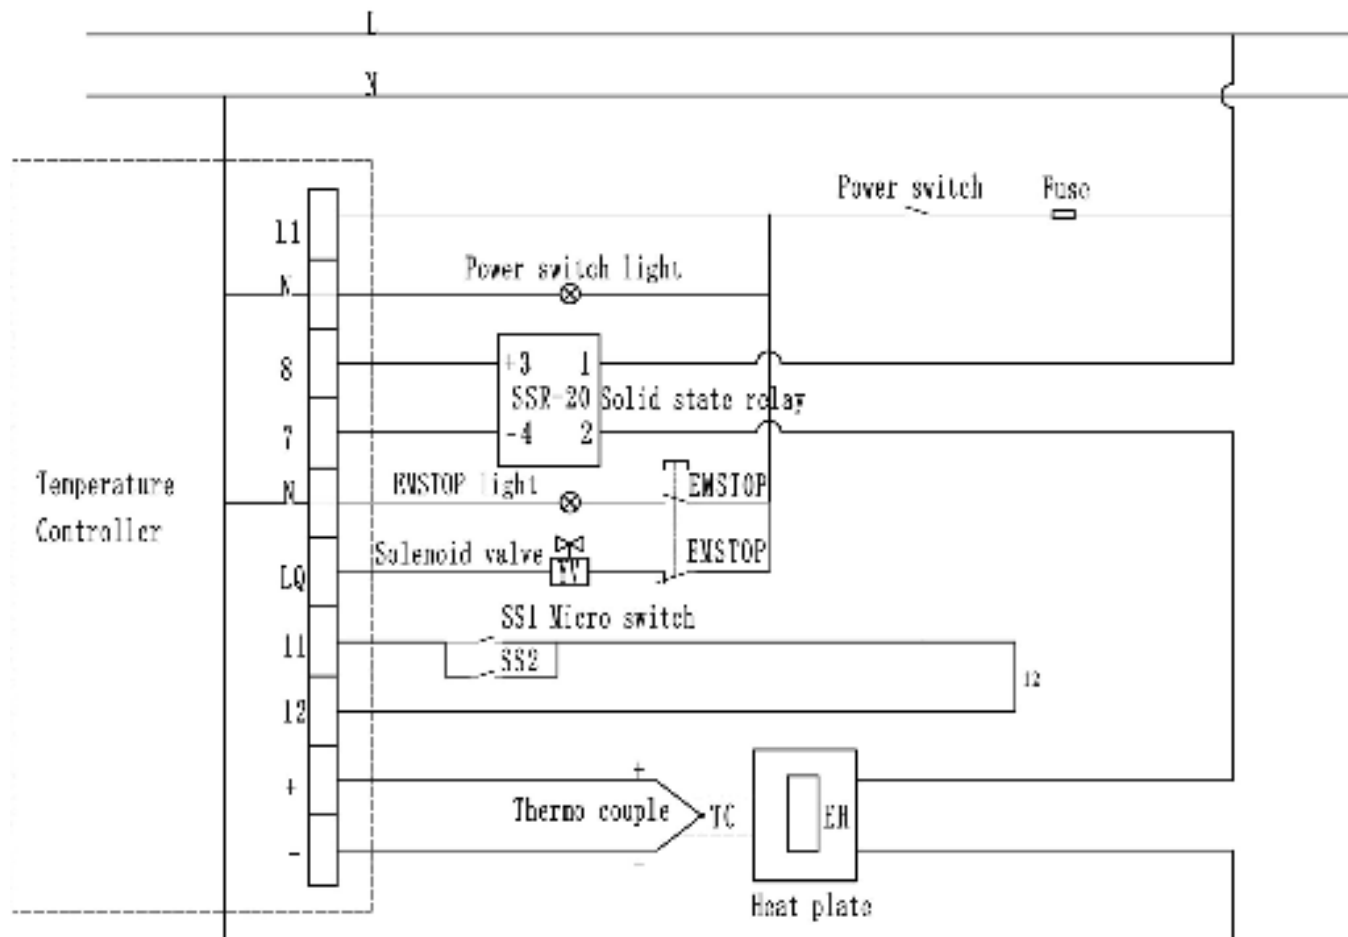 L
N
Power switch Fuse
11
Power switch light
N
8
+3 1
SSR-20 Solid state relay
7
-4 2
Temperature
Controller
N
EMSTOP light
EMSTOP
LQ
Solenoid valve
YV
EMSTOP
SS1 Micro switch
11
SS2
12
12
+
+
Thermo couple
TC
EH
-
-
Heat plate